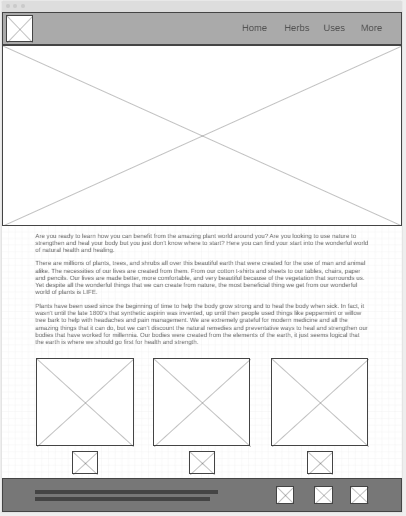 Home Herbs Uses More
Are you ready to learn how you can benefit from the amazing plant world around you? Are you looking to use nature to
strengthen and heal your body but you just don't know where to start? Here you can find your start into the wonderful world
of natural health and healing.
There are millions of plants, trees, and shrubs all over this beautiful earth that were created for the use of man and animal
alike. The necessities of our lives are created from them. From our cotton t-shirts and sheets to our tables, chairs, paper
and pencils. Our lives are made better, more comfortable, and very beautiful because of the vegetation that surrounds us.
Yet despite all the wonderful things that we can create from nature, the most beneficial thing we get from our wonderful
world of plants is LIFE.
Plants have been used since the beginning of time to help the body grow strong and to heal the body when sick. In fact, it
wasn't until the late 1800's that synthetic aspirin was invented, up until then people used things like peppermint or willow
tree bark to help with headaches and pain management. We are extremely grateful for modern medicine and all the
amazing things that it can do, but we can't discount the natural remedies and preventative ways to heal and strengthen our
bodies that have worked for millennia. Our bodies were created from the elements of the earth, it just seems logical that
the earth is where we should go first for health and strength.